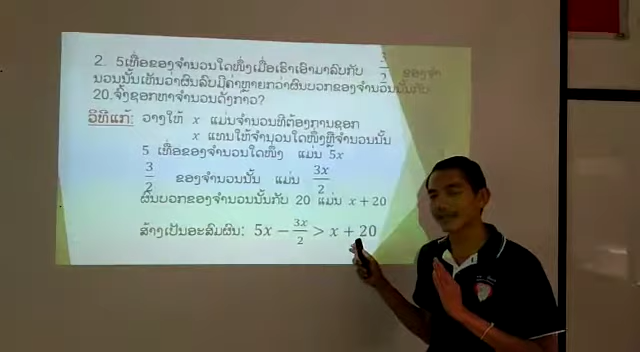 2. 5ເທື່ອຂອງຈຳນວນໃດໜຶ່ງເມື່ອເຮົາເອົາມາລົບກັບ 3/2 ຂອງຈຳ
ນວນນັ້ນເຫັນວ່າຜົນລົບມີຄ່າຫຼາຍກວ່າຜົນບວກຂອງຈຳນວນນັ້ນກັບ
20.ຈົ່ງຊອກຫາຈຳນວນດັ່ງກ່າວ?
ວິທີແກ້: ວາງໃຫ້ x ແມ່ນຈຳນວນທີ່ຕ້ອງການຊອກ
x ແທນໃຫ້ຈຳນວນໃດໜຶ່ງຫຼືຈຳນວນນັ້ນ
5 ເທື່ອຂອງຈຳນວນໃດໜຶ່ງ ແມ່ນ 5x
3/2 ຂອງຈຳນວນນັ້ນ ແມ່ນ 3x/2
ຜົນບວກຂອງຈຳນວນນັ້ນກັບ 20 ແມ່ນ x + 20
ສ້າງເປັນອະສົມຜົນ: 5x − 3x/2 > x + 20